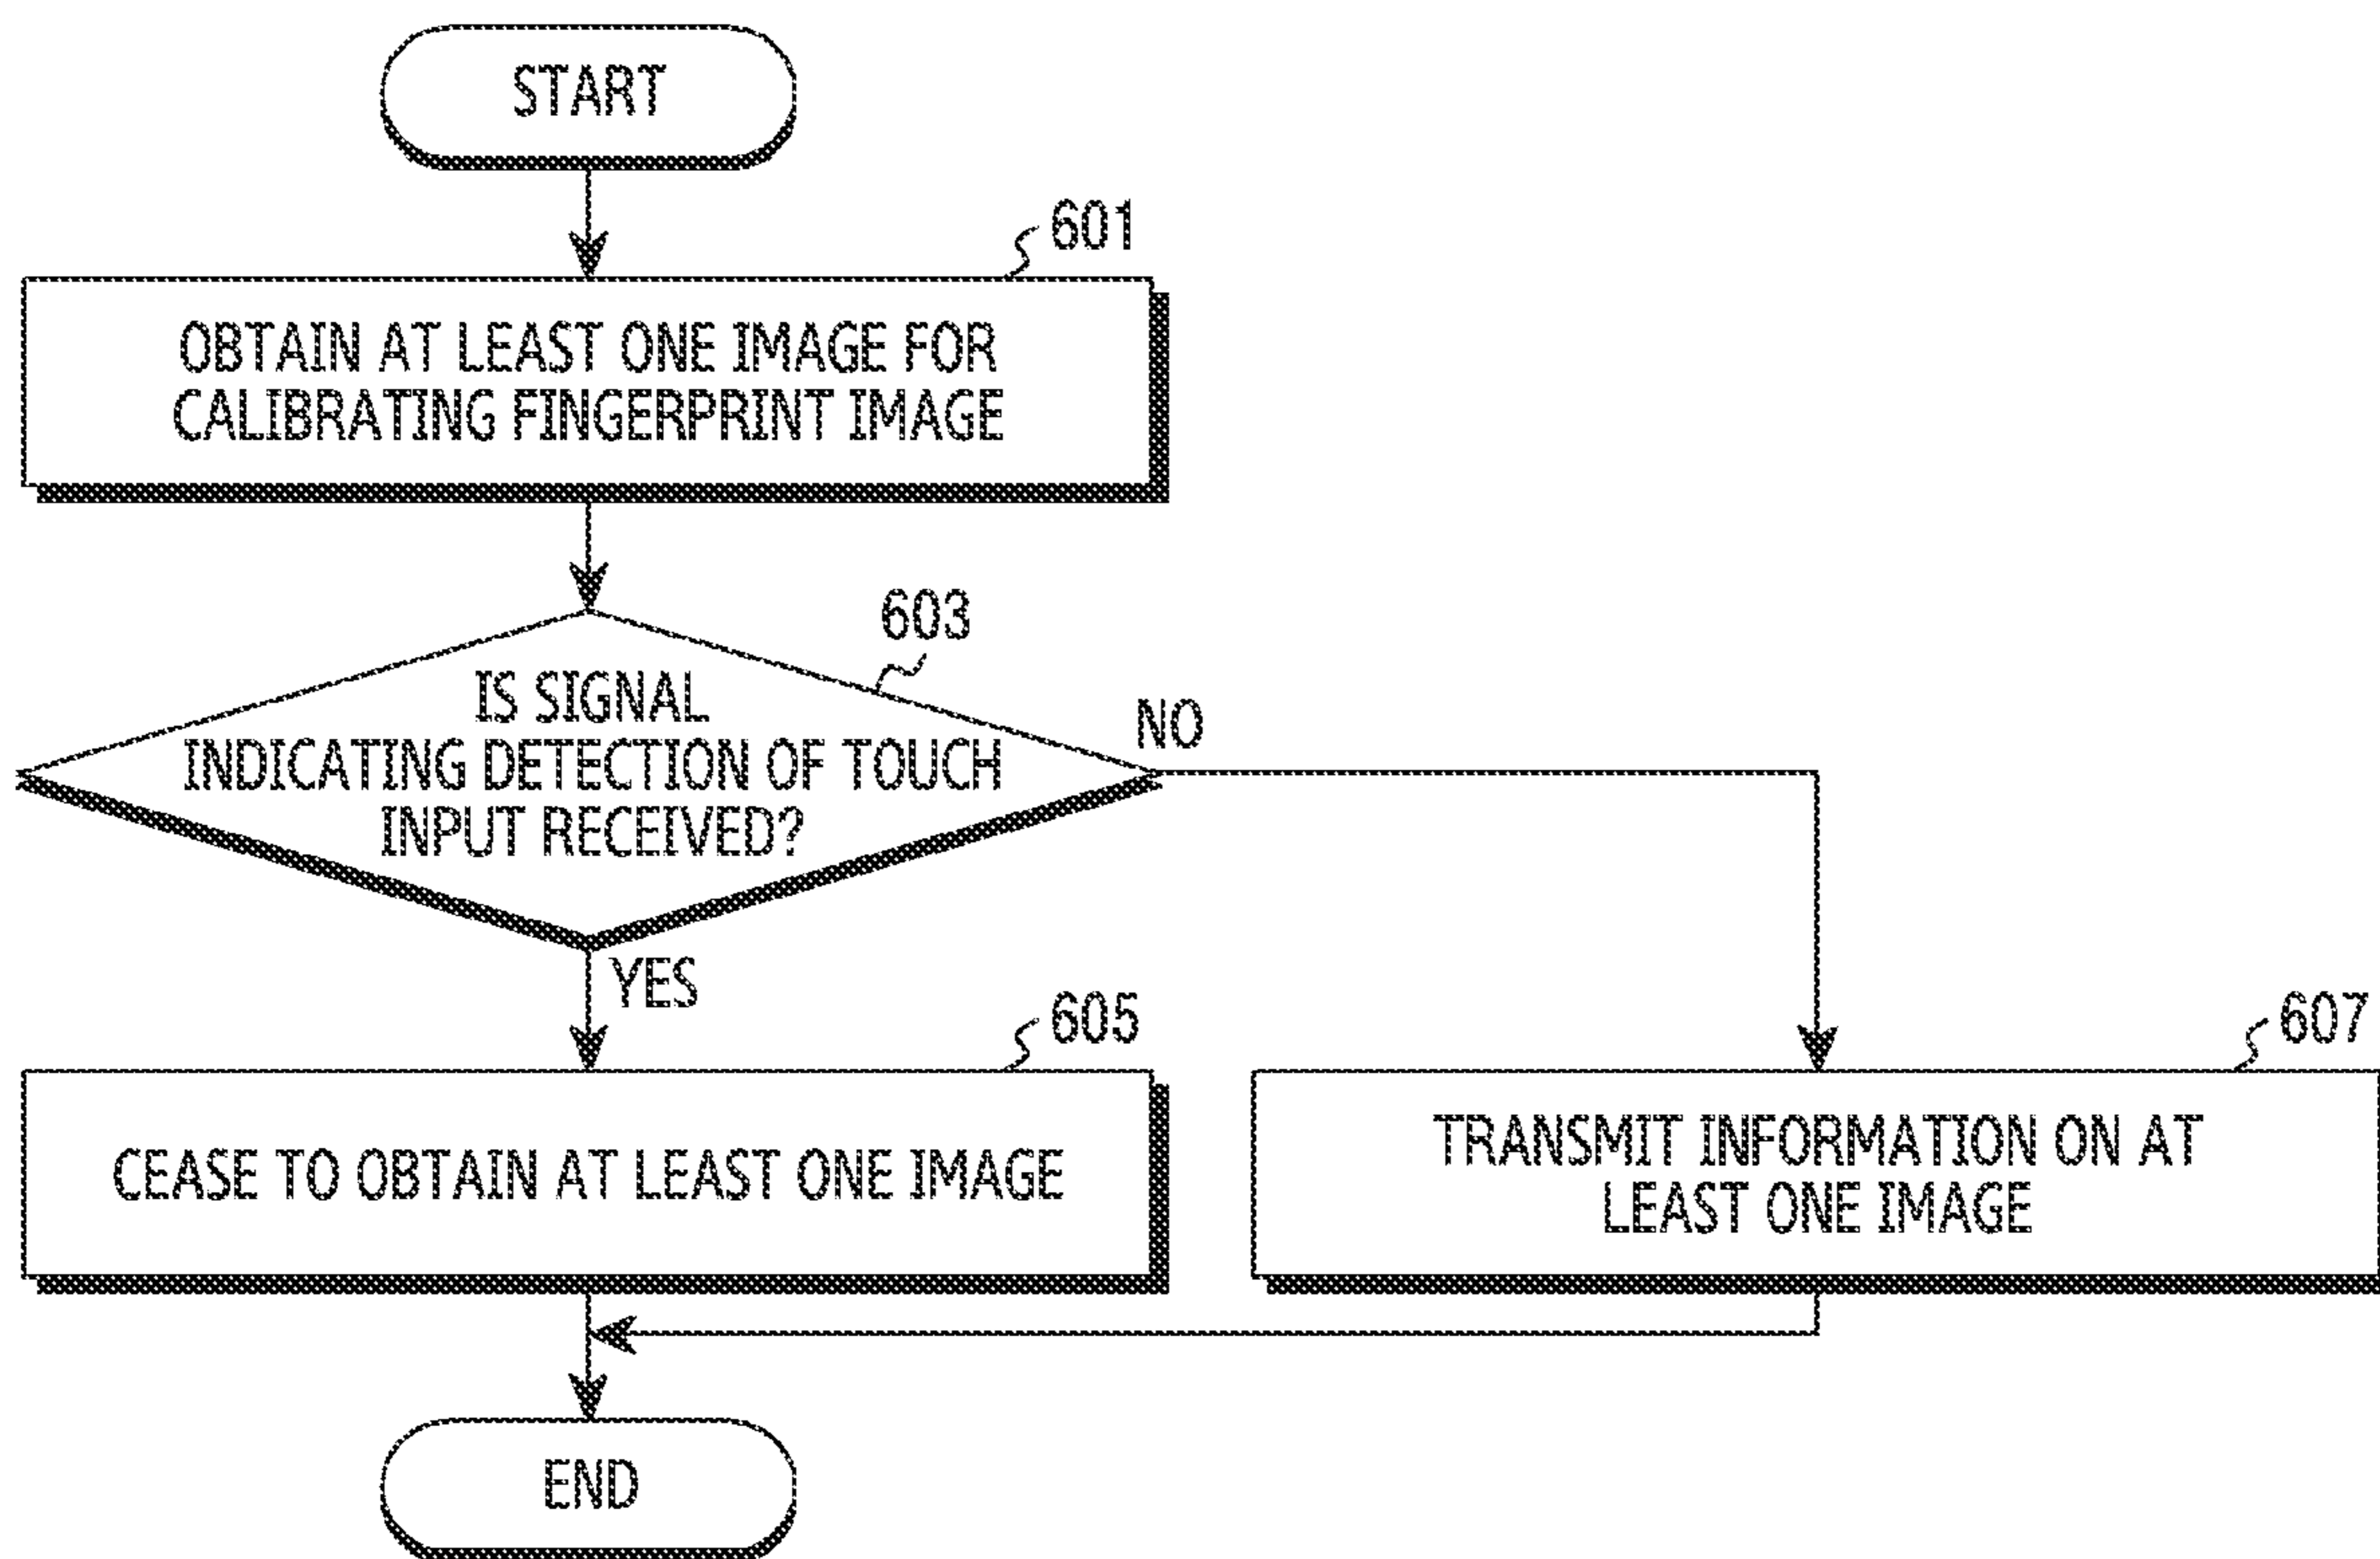 START
601
OBTAIN AT LEAST ONE IMAGE FOR
CALIBRATING FINGERPRINT IMAGE
603
IS SIGNAL
INDICATING DETECTION OF TOUCH
INPUT RECEIVED?
NO
YES
605
CEASE TO OBTAIN AT LEAST ONE IMAGE
607
TRANSMIT INFORMATION ON AT
LEAST ONE IMAGE
END